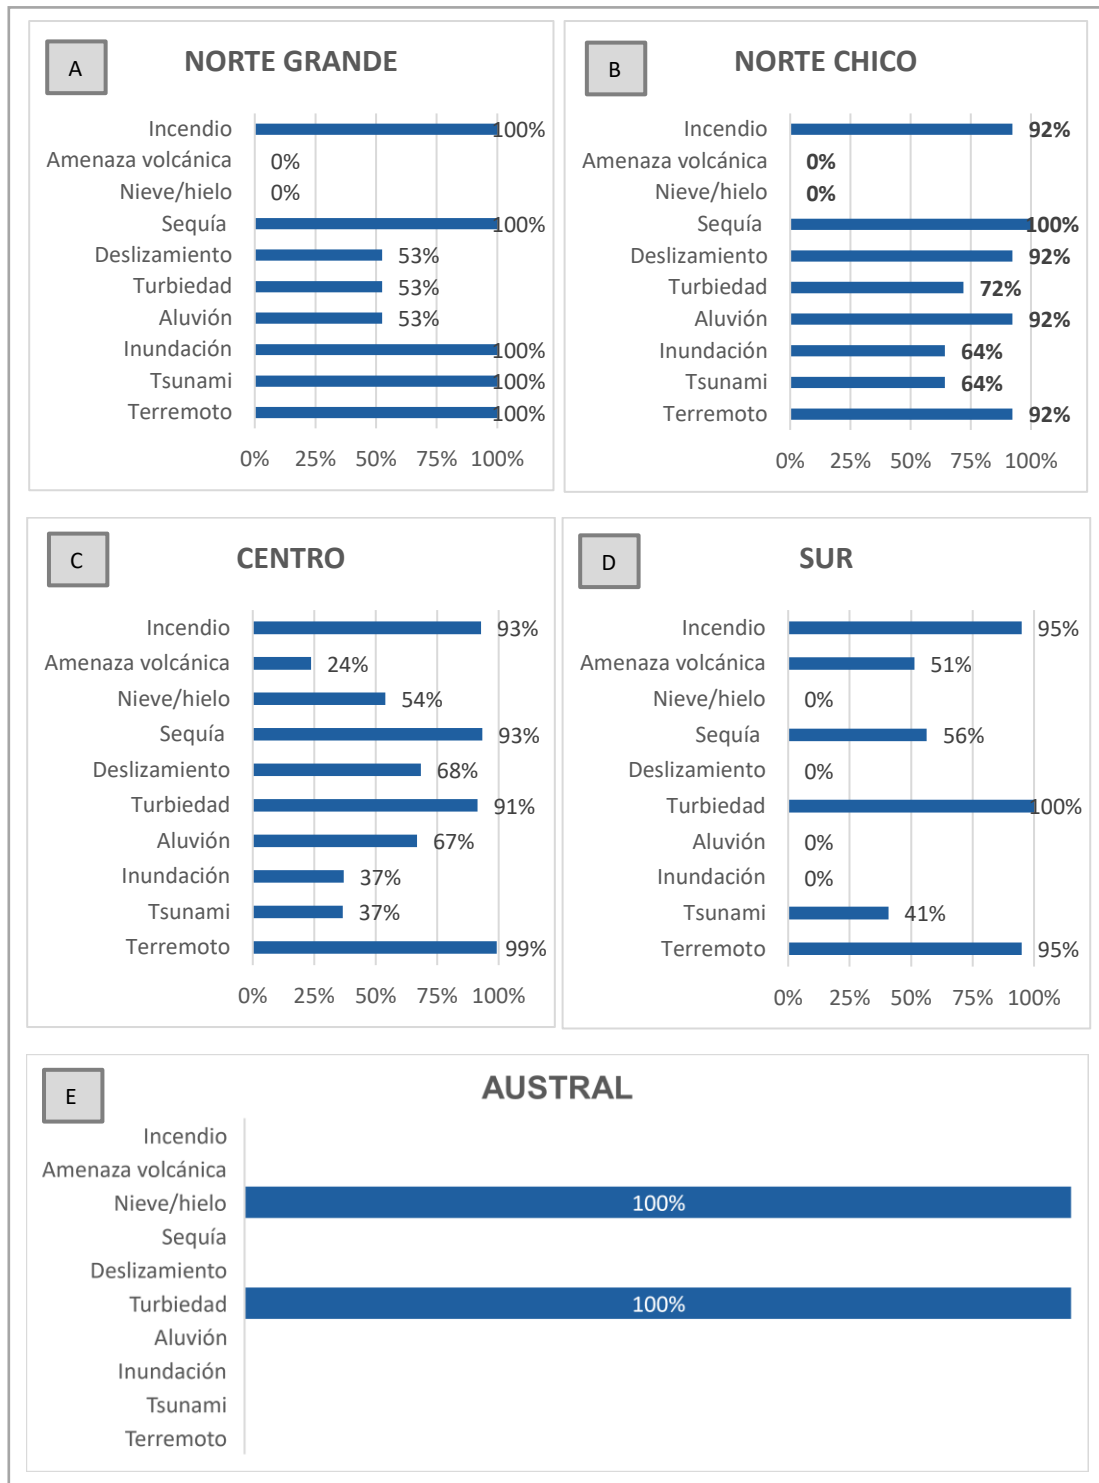 A
NORTE GRANDE
Incendio 100%
Amenaza volcánica 0%
Nieve/hielo 0%
Sequía 100%
Deslizamiento 53%
Turbiedad 53%
Aluvión 53%
Inundación 100%
Tsunami 100%
Terremoto 100%
0% 25% 50% 75% 100%
B
NORTE CHICO
Incendio 92%
Amenaza volcánica 0%
Nieve/hielo 0%
Sequía 100%
Deslizamiento 92%
Turbiedad 72%
Aluvión 92%
Inundación 64%
Tsunami 64%
Terremoto 92%
0% 25% 50% 75% 100%
C
CENTRO
Incendio 93%
Amenaza volcánica 24%
Nieve/hielo 54%
Sequía 93%
Deslizamiento 68%
Turbiedad 91%
Aluvión 67%
Inundación 37%
Tsunami 37%
Terremoto 99%
0% 25% 50% 75% 100%
D
SUR
Incendio 95%
Amenaza volcánica 51%
Nieve/hielo 0%
Sequía 56%
Deslizamiento 0%
Turbiedad 100%
Aluvión 0%
Inundación 0%
Tsunami 41%
Terremoto 95%
0% 25% 50% 75% 100%
E
AUSTRAL
Incendio
Amenaza volcánica
Nieve/hielo 100%
Sequía
Deslizamiento
Turbiedad 100%
Aluvión
Inundación
Tsunami
Terremoto